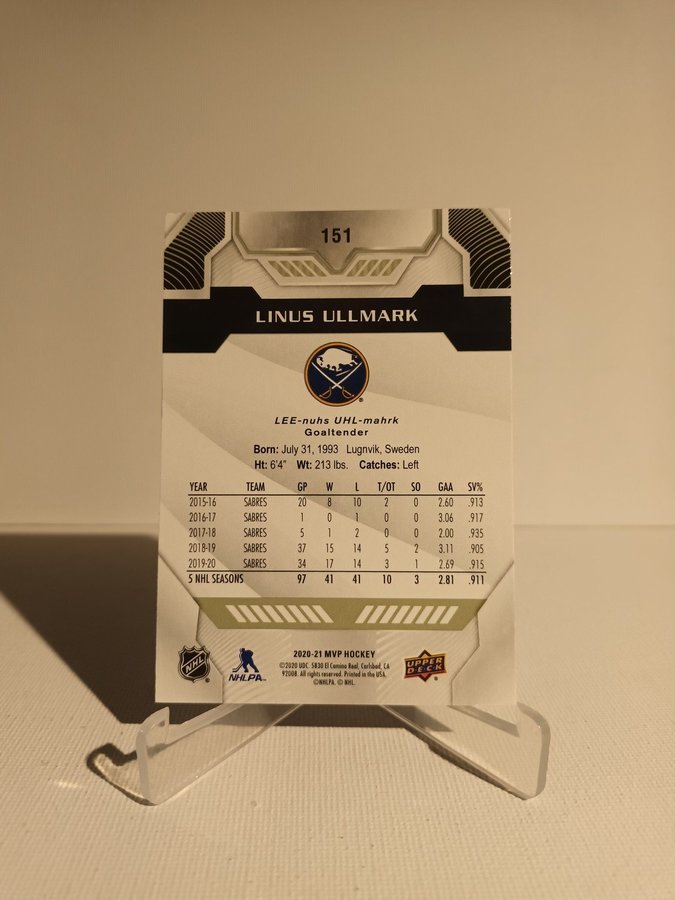 151
LINUS ULLMARK
®
LEE-nuhs UHL-mahrk
Goaltender
Born: July 31, 1993 Lugnvik, Sweden
Ht: 6'4" Wt: 213 lbs. Catches: Left
YEAR TEAM GP W L T/OT SO GAA SV%
2015-16 SABRES 20 8 10 2 0 2.60 .913
2016-17 SABRES 1 0 1 0 0 3.06 .917
2017-18 SABRES 5 1 2 0 0 2.00 .935
2018-19 SABRES 37 15 14 5 2 3.11 .905
2019-20 SABRES 34 17 14 3 1 2.69 .915
5 NHL SEASONS 97 41 41 10 3 2.81 .911
2020-21 MVP HOCKEY
©2020 UDC. 5830 El Camino Real, Carlsbad, CA
92008. All rights reserved. Printed in the USA.
©NHLPA. © NHL.
NHL ®
NHLPA™
UPPER DECK